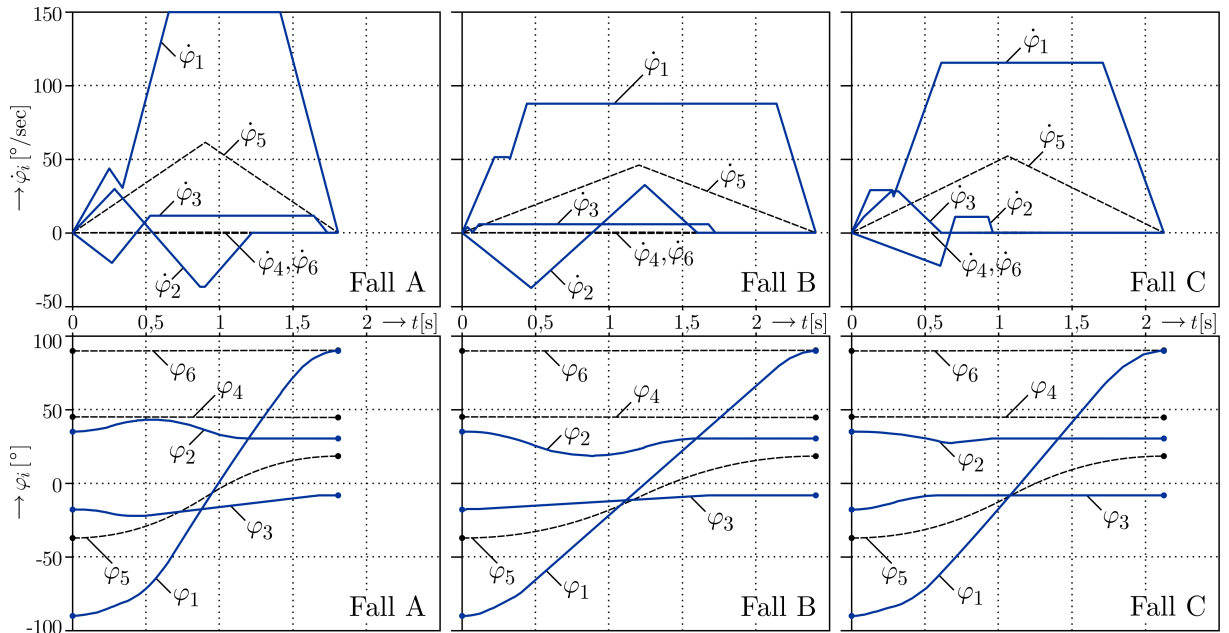 150
100
50
0
-50
→ φ̇i [°/sec]
φ̇1
φ̇5
φ̇3
φ̇4,φ̇6
φ̇2
Fall A
φ̇1
φ̇5
φ̇3
φ̇4,φ̇6
φ̇2
Fall B
φ̇1
φ̇5
φ̇3
φ̇2
φ̇4,φ̇6
Fall C
0 0,5 1 1,5 2 → t[s]
0 0,5 1 1,5 2 → t[s]
0 0,5 1 1,5 2 → t[s]
100
50
0
-50
-100
→ φi [°]
φ6
φ4
φ2
φ3
φ5
φ1
Fall A
φ6
φ4
φ2
φ3
φ5
φ1
Fall B
φ6
φ4
φ2
φ3
φ5
φ1
Fall C